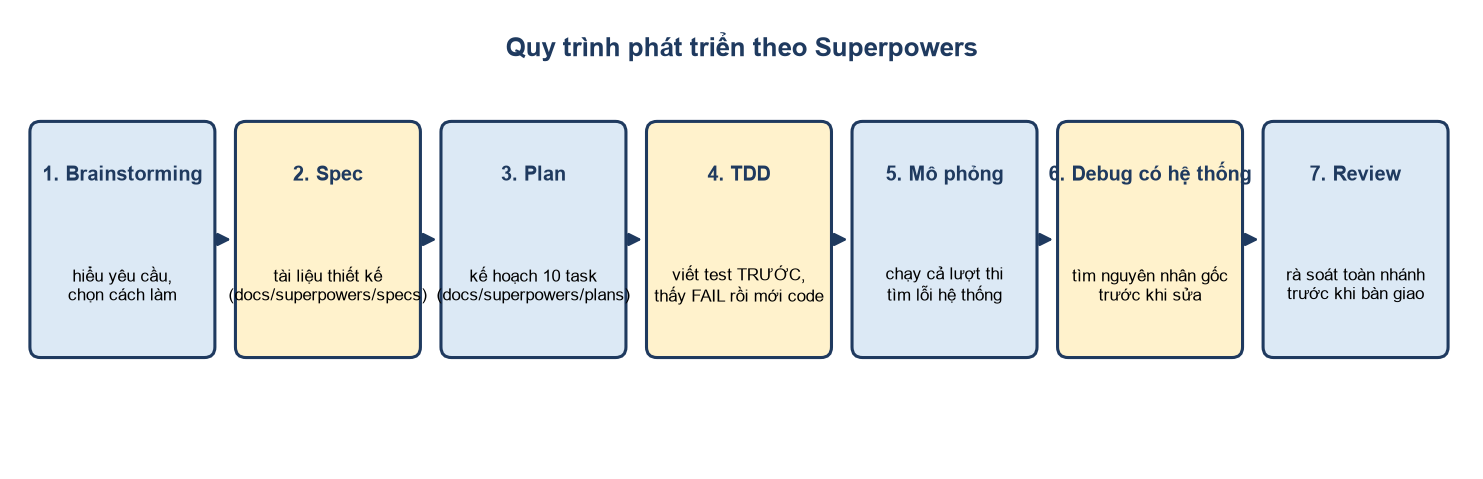 Quy trình phát triển theo Superpowers
1. Brainstorming
hiểu yêu cầu,
chọn cách làm
2. Spec
tài liệu thiết kế
(docs/superpowers/specs)
3. Plan
kế hoạch 10 task
(docs/superpowers/plans)
4. TDD
viết test TRƯỚC,
thấy FAIL rồi mới code
5. Mô phỏng
chạy cả lượt thi
tìm lỗi hệ thống
6. Debug có hệ thống
tìm nguyên nhân gốc
trước khi sửa
7. Review
rà soát toàn nhánh
trước khi bàn giao